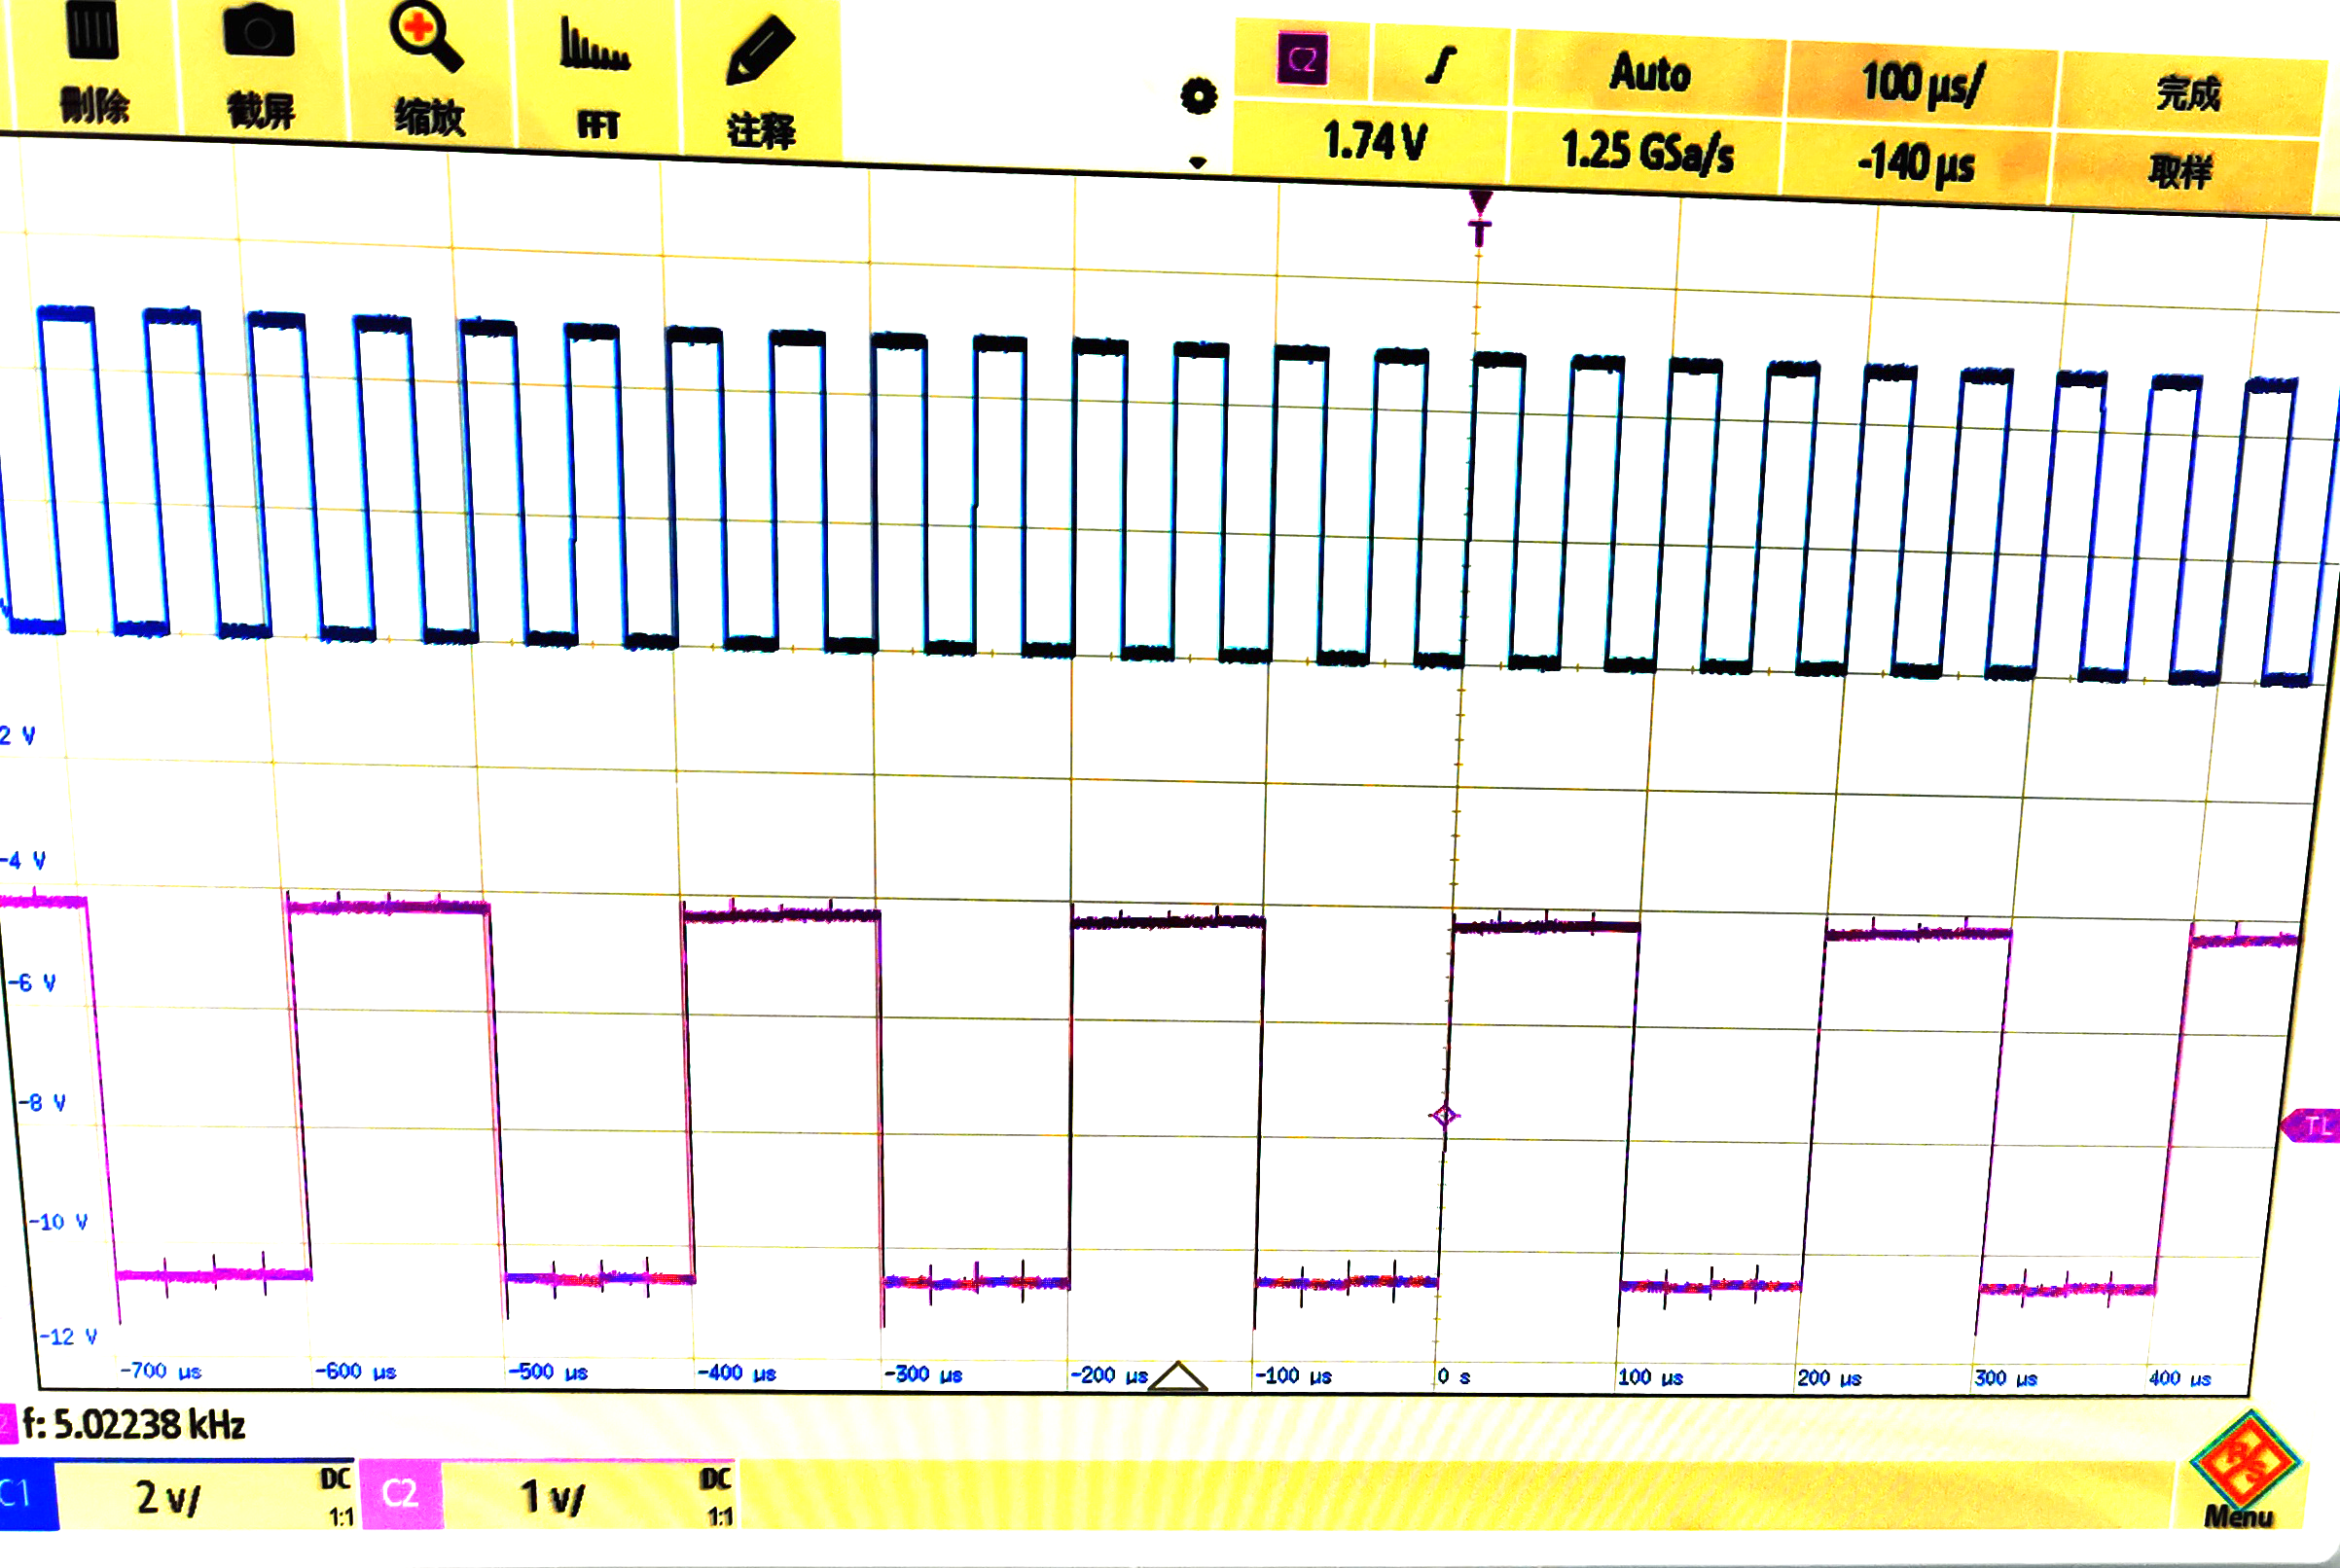 删除 截屏 缩放 FFT 注释
C2 Auto 100 µs/ 完成
1.74 V 1.25 GSa/s -140 µs 取样
T
2 V
-4 V
-6 V
-8 V
TL
-10 V
-12 V
-700 µs -600 µs -500 µs -400 µs -300 µs -200 µs -100 µs 0 s 100 µs 200 µs 300 µs 400 µs
f: 5.02238 kHz
C1 2 V/ DC 1:1 C2 1 V/ DC 1:1
R/S
Menu